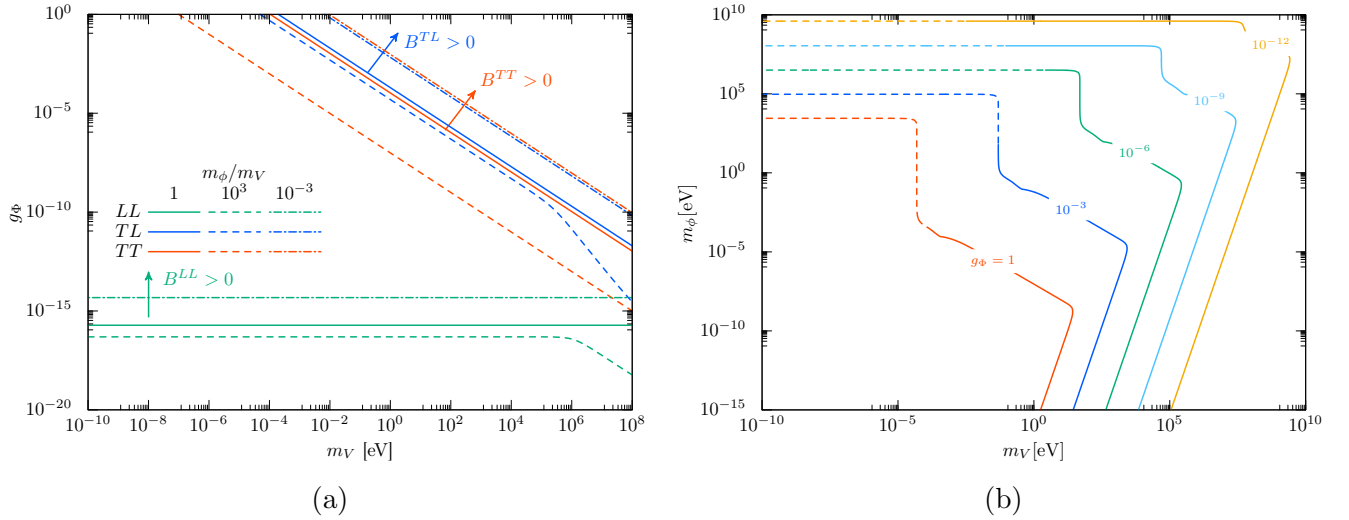 10^0
10^−5
10^−10
10^−15
10^−20
g_Φ
B^{TL} > 0
B^{TT} > 0
m_ϕ/m_V
1 10^3 10^−3
LL
TL
TT
B^{LL} > 0
10^−10 10^−8 10^−6 10^−4 10^−2 10^0 10^2 10^4 10^6 10^8
m_V [eV]
(a)
10^10
10^5
10^0
10^−5
10^−10
10^−15
m_ϕ[eV]
10^−12
10^−9
10^−6
10^−3
g_Φ = 1
10^−10 10^−5 10^0 10^5 10^10
m_V[eV]
(b)